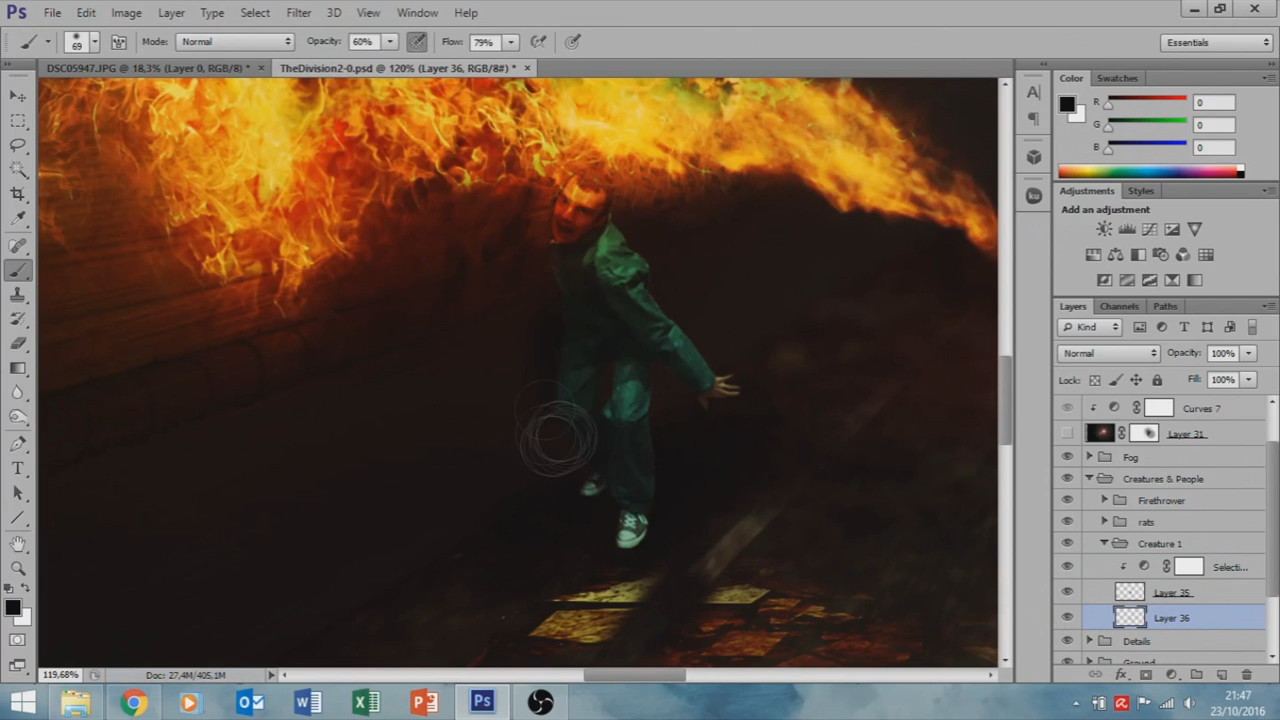 Ps File Edit Image Layer Type Select Filter 3D View Window Help
69 Mode: Normal Opacity: 60% Flow: 79% Essentials
DSC05947.JPG @ 18,3% (Layer 0, RGB/8) * × TheDivision2-0.psd @ 120% (Layer 36, RGB/8#) * ×
Color Swatches
R 0
G 0
B 0
Adjustments Styles
Add an adjustment
Layers Channels Paths
Kind
Normal Opacity: 100%
Lock: Fill: 100%
Curves 7
Layer 31
Fog
Creatures & People
Firethrower
rats
Creature 1
Selecti...
Layer 35
Layer 36
Details
Ground
119,68% Doc: 27,4M/405,1M
21:47
23/10/2016